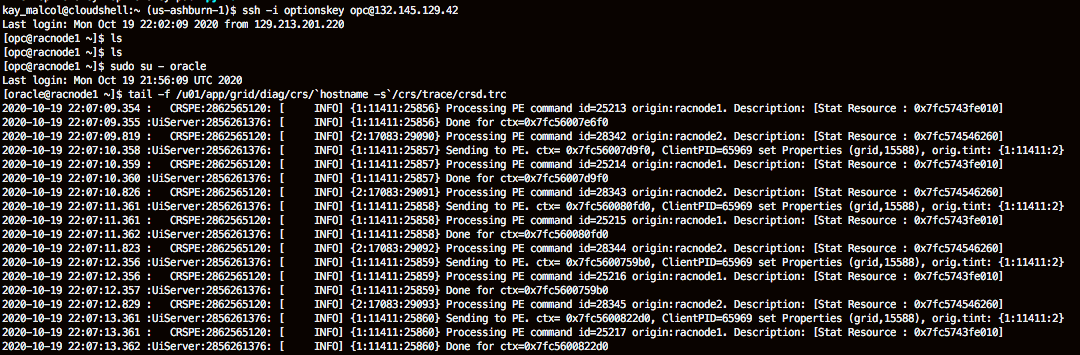 kay_malcol@cloudshell:~ (us-ashburn-1)$ ssh -i optionskey opc@132.145.129.42
Last login: Mon Oct 19 22:02:09 2020 from 129.213.201.220
[opc@racnode1 ~]$ ls
[opc@racnode1 ~]$ ls
[opc@racnode1 ~]$ sudo su - oracle
Last login: Mon Oct 19 21:56:09 UTC 2020
[oracle@racnode1 ~]$ tail -f /u01/app/grid/diag/crs/`hostname -s`/crs/trace/crsd.trc
2020-10-19 22:07:09.354 :   CRSPE:2862565120: [     INFO] {1:11411:25856} Processing PE command id=25213 origin:racnode1. Description: [Stat Resource : 0x7fc5743fe010]
2020-10-19 22:07:09.355 :UiServer:2856261376: [     INFO] {1:11411:25856} Done for ctx=0x7fc56007e6f0
2020-10-19 22:07:09.819 :   CRSPE:2862565120: [     INFO] {2:17083:29090} Processing PE command id=28342 origin:racnode2. Description: [Stat Resource : 0x7fc574546260]
2020-10-19 22:07:10.358 :UiServer:2856261376: [     INFO] {1:11411:25857} Sending to PE. ctx= 0x7fc56007d9f0, ClientPID=65969 set Properties (grid,15588), orig.tint: {1:11411:2}
2020-10-19 22:07:10.359 :   CRSPE:2862565120: [     INFO] {1:11411:25857} Processing PE command id=25214 origin:racnode1. Description: [Stat Resource : 0x7fc5743fe010]
2020-10-19 22:07:10.360 :UiServer:2856261376: [     INFO] {1:11411:25857} Done for ctx=0x7fc56007d9f0
2020-10-19 22:07:10.826 :   CRSPE:2862565120: [     INFO] {2:17083:29091} Processing PE command id=28343 origin:racnode2. Description: [Stat Resource : 0x7fc574546260]
2020-10-19 22:07:11.361 :UiServer:2856261376: [     INFO] {1:11411:25858} Sending to PE. ctx= 0x7fc560080fd0, ClientPID=65969 set Properties (grid,15588), orig.tint: {1:11411:2}
2020-10-19 22:07:11.361 :   CRSPE:2862565120: [     INFO] {1:11411:25858} Processing PE command id=25215 origin:racnode1. Description: [Stat Resource : 0x7fc5743fe010]
2020-10-19 22:07:11.362 :UiServer:2856261376: [     INFO] {1:11411:25858} Done for ctx=0x7fc560080fd0
2020-10-19 22:07:11.823 :   CRSPE:2862565120: [     INFO] {2:17083:29092} Processing PE command id=28344 origin:racnode2. Description: [Stat Resource : 0x7fc574546260]
2020-10-19 22:07:12.356 :UiServer:2856261376: [     INFO] {1:11411:25859} Sending to PE. ctx= 0x7fc5600759b0, ClientPID=65969 set Properties (grid,15588), orig.tint: {1:11411:2}
2020-10-19 22:07:12.356 :   CRSPE:2862565120: [     INFO] {1:11411:25859} Processing PE command id=25216 origin:racnode1. Description: [Stat Resource : 0x7fc5743fe010]
2020-10-19 22:07:12.357 :UiServer:2856261376: [     INFO] {1:11411:25859} Done for ctx=0x7fc5600759b0
2020-10-19 22:07:12.829 :   CRSPE:2862565120: [     INFO] {2:17083:29093} Processing PE command id=28345 origin:racnode2. Description: [Stat Resource : 0x7fc574546260]
2020-10-19 22:07:13.361 :UiServer:2856261376: [     INFO] {1:11411:25860} Sending to PE. ctx= 0x7fc5600822d0, ClientPID=65969 set Properties (grid,15588), orig.tint: {1:11411:2}
2020-10-19 22:07:13.361 :   CRSPE:2862565120: [     INFO] {1:11411:25860} Processing PE command id=25217 origin:racnode1. Description: [Stat Resource : 0x7fc5743fe010]
2020-10-19 22:07:13.362 :UiServer:2856261376: [     INFO] {1:11411:25860} Done for ctx=0x7fc5600822d0